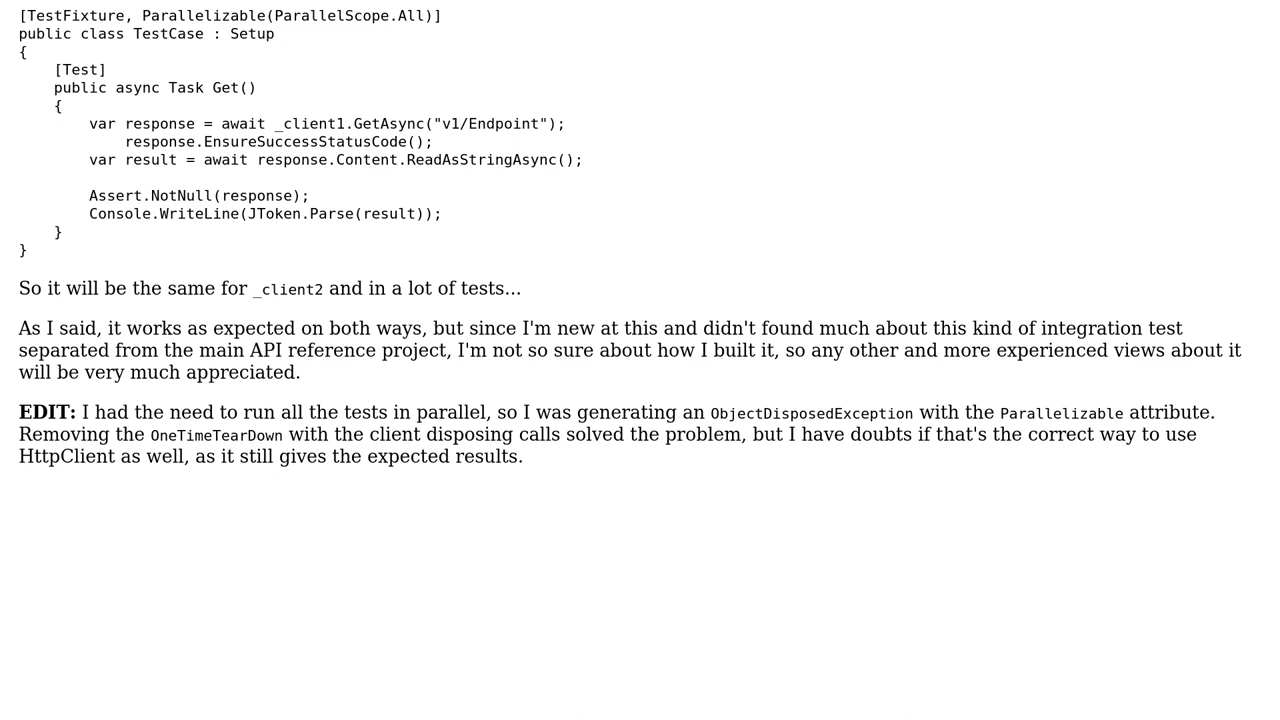 [TestFixture, Parallelizable(ParallelScope.All)]
public class TestCase : Setup
{
    [Test]
    public async Task Get()
    {
        var response = await _client1.GetAsync("v1/Endpoint");
            response.EnsureSuccessStatusCode();
        var result = await response.Content.ReadAsStringAsync();

        Assert.NotNull(response);
        Console.WriteLine(JToken.Parse(result));
    }
}
So it will be the same for _client2 and in a lot of tests...
As I said, it works as expected on both ways, but since I'm new at this and didn't found much about this kind of integration test
separated from the main API reference project, I'm not so sure about how I built it, so any other and more experienced views about it
will be very much appreciated.
EDIT: I had the need to run all the tests in parallel, so I was generating an ObjectDisposedException with the Parallelizable attribute.
Removing the OneTimeTearDown with the client disposing calls solved the problem, but I have doubts if that's the correct way to use
HttpClient as well, as it still gives the expected results.